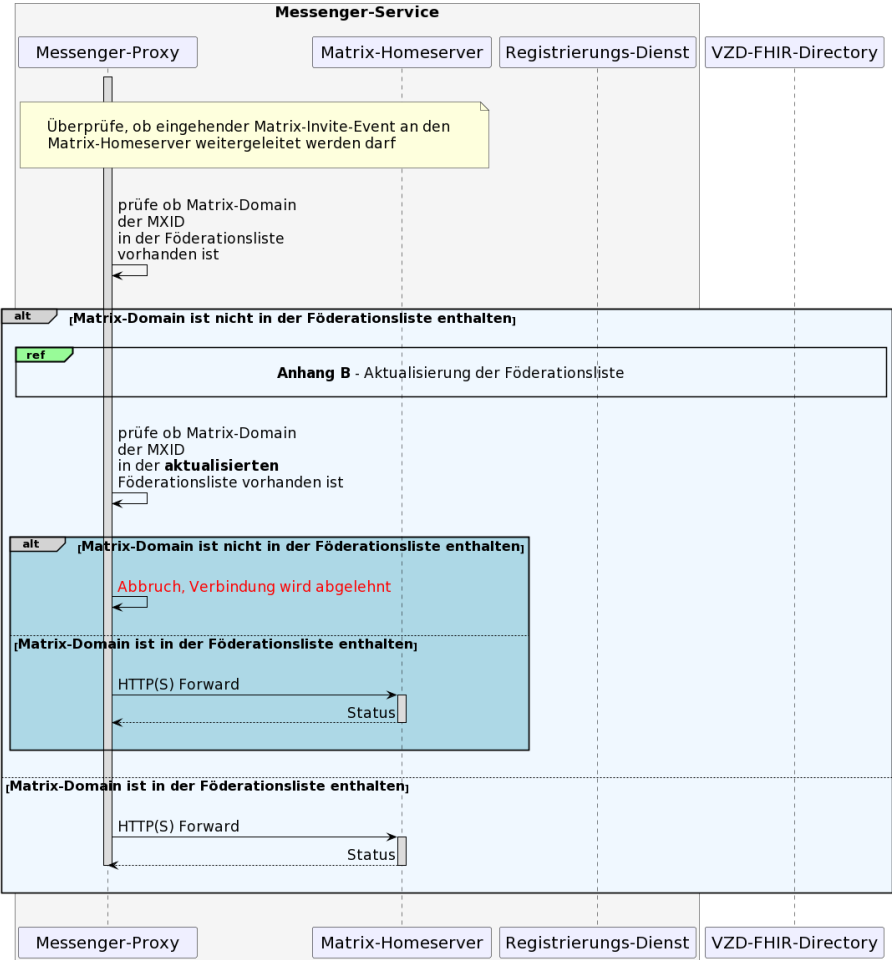 Messenger-Service
Messenger-Proxy
Matrix-Homeserver
Registrierungs-Dienst
VZD-FHIR-Directory
Überprüfe, ob eingehender Matrix-Invite-Event an den
Matrix-Homeserver weitergeleitet werden darf
prüfe ob Matrix-Domain
der MXID
in der Föderationsliste
vorhanden ist
alt [Matrix-Domain ist nicht in der Föderationsliste enthalten]
ref
Anhang B - Aktualisierung der Föderationsliste
prüfe ob Matrix-Domain
der MXID
in der aktualisierten
Föderationsliste vorhanden ist
alt [Matrix-Domain ist nicht in der Föderationsliste enthalten]
Abbruch, Verbindung wird abgelehnt
[Matrix-Domain ist in der Föderationsliste enthalten]
HTTP(S) Forward
Status
[Matrix-Domain ist in der Föderationsliste enthalten]
HTTP(S) Forward
Status
Messenger-Proxy
Matrix-Homeserver
Registrierungs-Dienst
VZD-FHIR-Directory